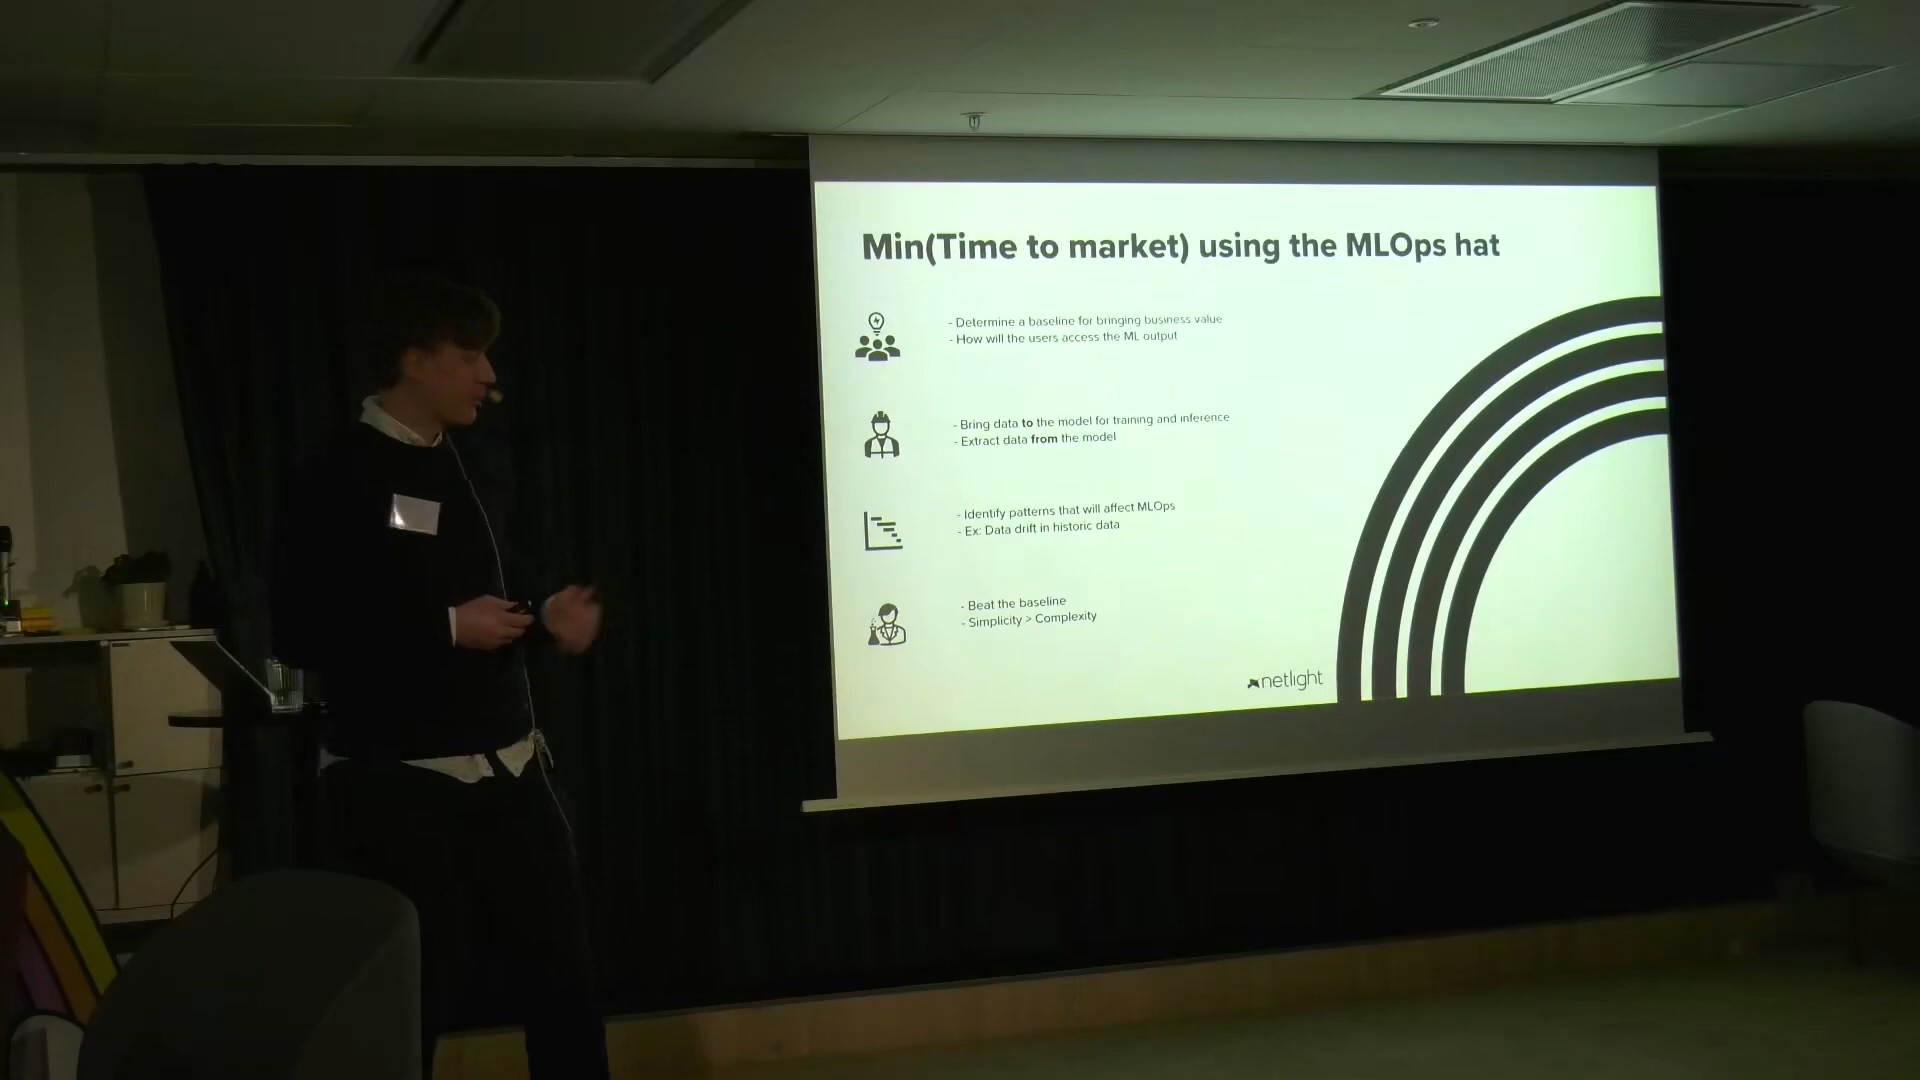 Min(Time to market) using the MLOps hat
- Determine a baseline for bringing business value
- How will the users access the ML output
- Bring data to the model for training and inference
- Extract data from the model
- Identify patterns that will affect MLOps
- Ex: Data drift in historic data
- Beat the baseline
- Simplicity > Complexity
netlight